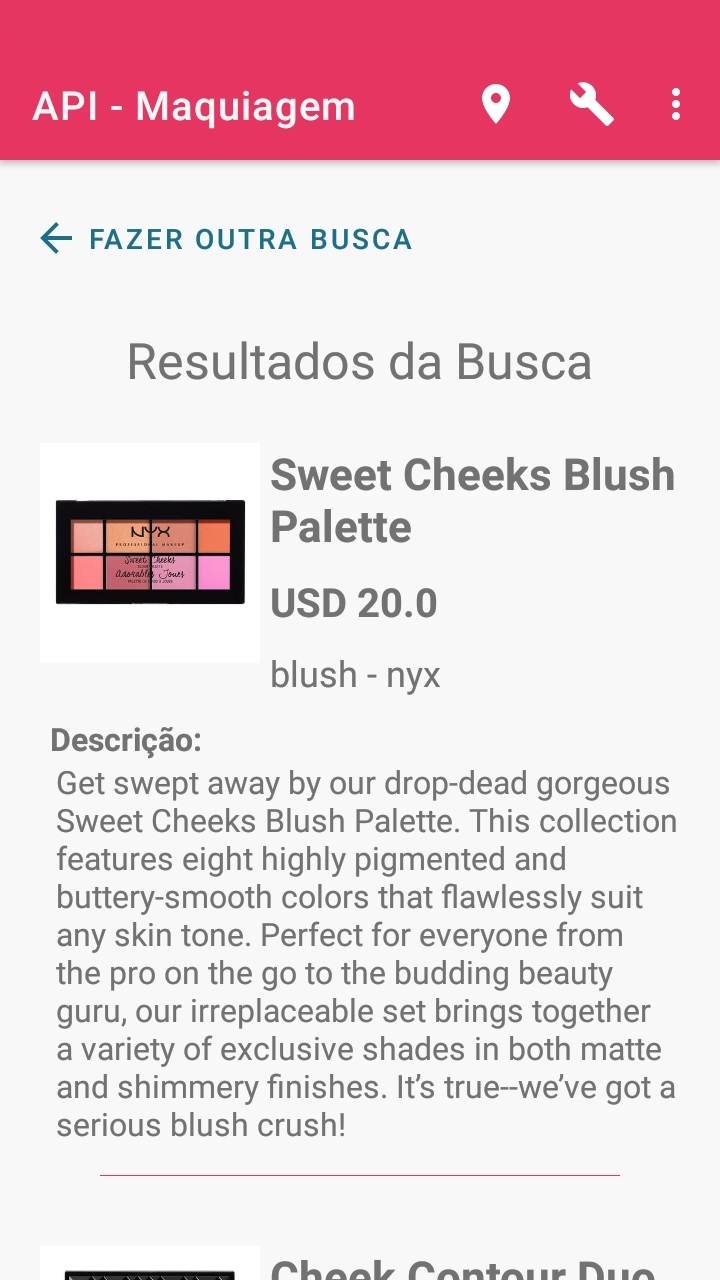 API - Maquiagem
FAZER OUTRA BUSCA
Resultados da Busca
NYX
PROFESSIONAL MAKEUP
Sweet Cheeks
Adorables Joues
Sweet Cheeks Blush
Palette
USD 20.0
blush - nyx
Descrição:
Get swept away by our drop-dead gorgeous
Sweet Cheeks Blush Palette. This collection
features eight highly pigmented and
buttery-smooth colors that flawlessly suit
any skin tone. Perfect for everyone from
the pro on the go to the budding beauty
guru, our irreplaceable set brings together
a variety of exclusive shades in both matte
and shimmery finishes. It’s true--we’ve got a
serious blush crush!
Cheek Contour Duo